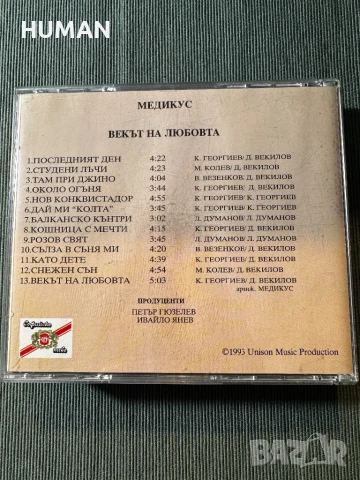 HUMAN
МЕДИКУС
ВЕКЪТ НА ЛЮБОВТА
1.ПОСЛЕДНИЯТ ДЕН 4:22 К. ГЕОРГИЕВ/ Д. ВЕКИЛОВ
2.СТУДЕНИ ЛЪЧИ 4:23 М. КОЛЕВ/ Д. ВЕКИЛОВ
3.ТАМ ПРИ ДЖИНО 4:04 В. ВЕЗЕНКОВ/ Д. ВЕКИЛОВ
4.ОКОЛО ОГЪНЯ 3:44 К. ГЕОРГИЕВ/ Д. ВЕКИЛОВ
5.НОВ КОНКВИСТАДОР 4:55 К. ГЕОРГИЕВ/ К. ГЕОРГИЕВ
6.ДАЙ МИ "КОЛТА" 3:45 К. ГЕОРГИЕВ/ К. ГЕОРГИЕВ
7.БАЛКАНСКО КЪНТРИ 3:02 Л. ДУМАНОВ/ Л. ДУМАНОВ
8.КОШНИЦА С МЕЧТИ 4:15 К. ГЕОРГИЕВ/ Д. ВЕКИЛОВ
9.РОЗОВ СВЯТ 3:45 Л. ДУМАНОВ/ Л. ДУМАНОВ
10.СЪЛЗА В СЪНЯ МИ 5:20 В. ВЕЗЕНКОВ/ Д. ВЕКИЛОВ
11.КАТО ДЕТЕ 4:39 К. ГЕОРГИЕВ/ Д. ВЕКИЛОВ
12.СНЕЖЕН СЪН 4:54 М. КОЛЕВ/ Д. ВЕКИЛОВ
13.ВЕКЪТ НА ЛЮБОВТА 5:03 К. ГЕОРГИЕВ/ Д. ВЕКИЛОВ
аранж. МЕДИКУС
ПРОДУЦЕНТИ
ПЕТЪР ГЮЗЕЛЕВ
ИВАЙЛО ЯНЕВ
©1993 Unison Music Production
BAZAR